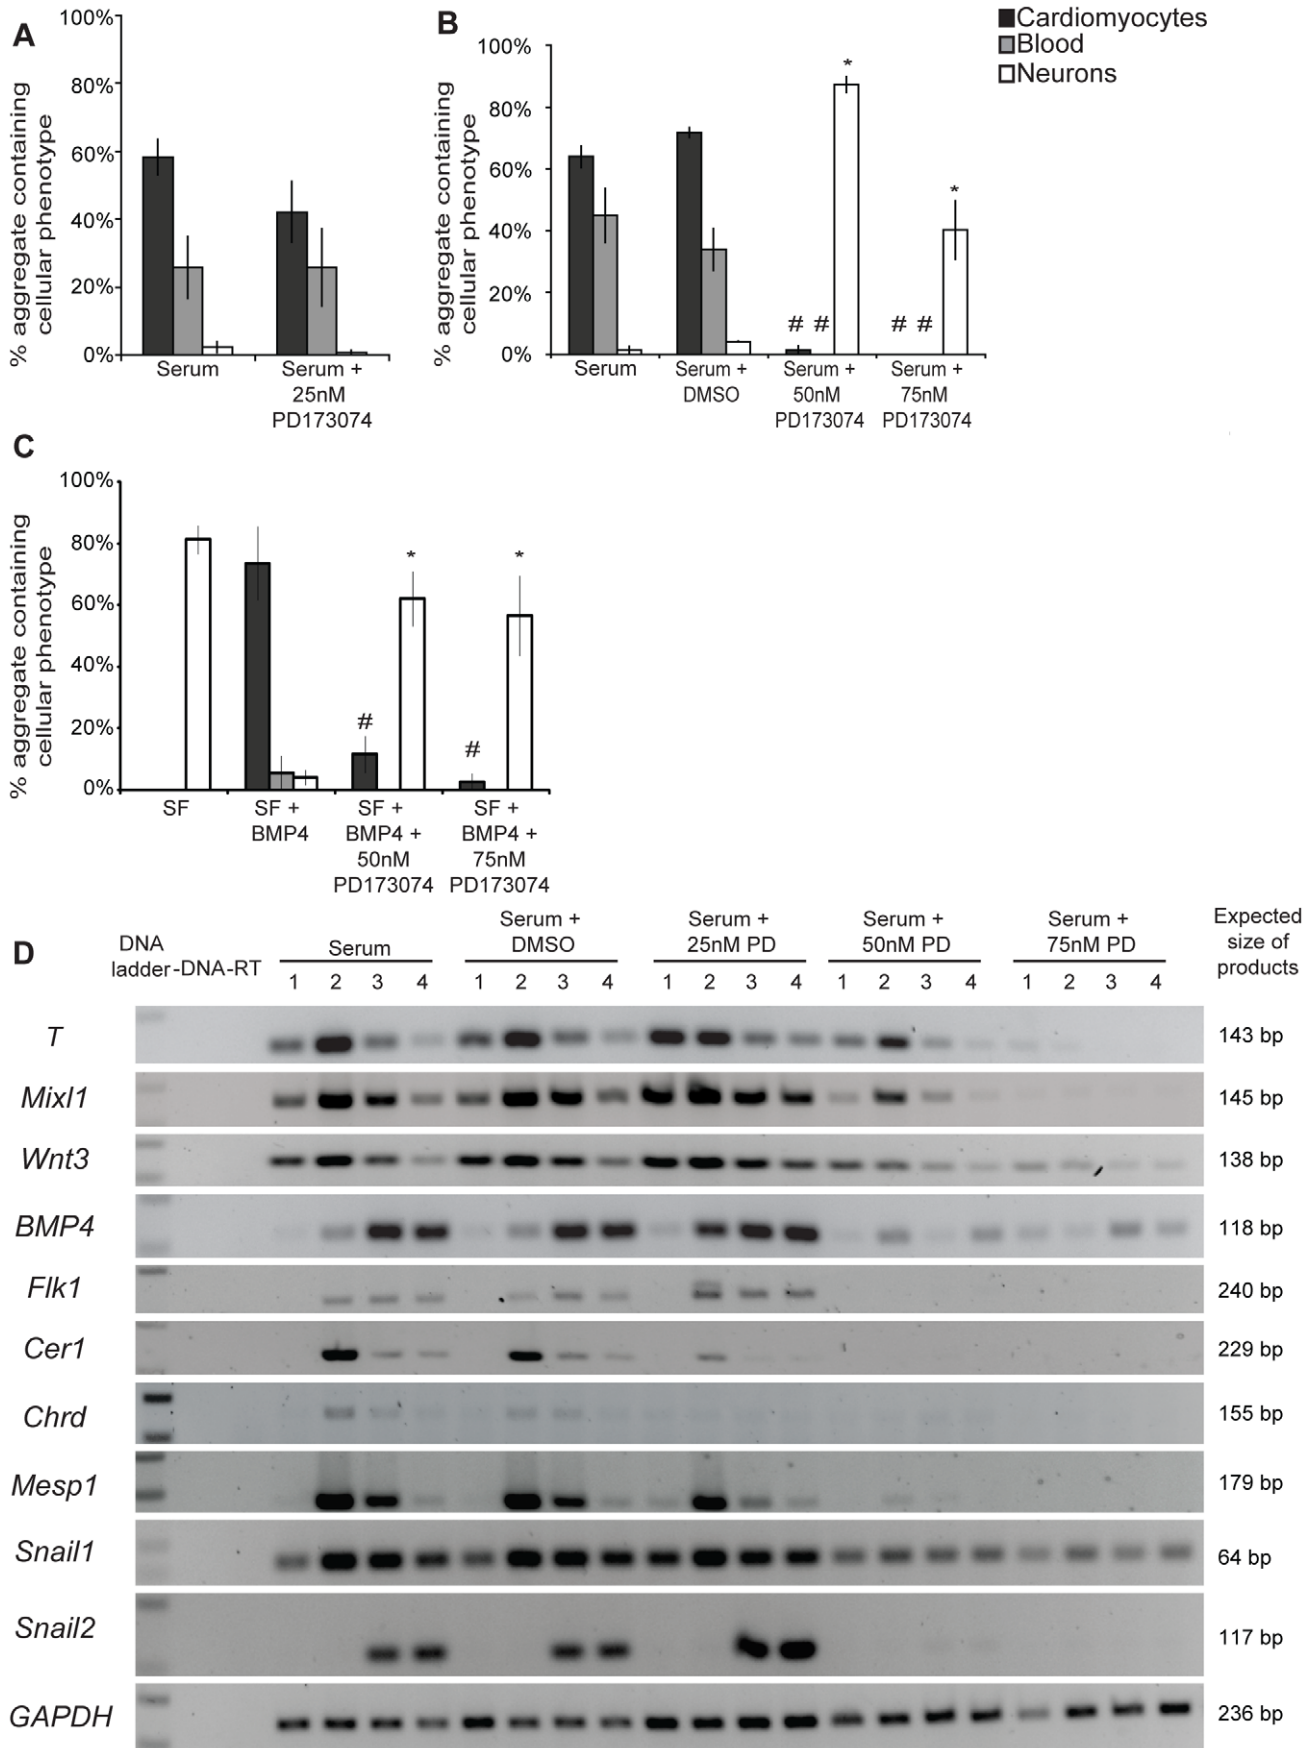 A
% aggregate containing
cellular phenotype
100%
80%
60%
40%
20%
0%
Serum
Serum +
25nM
PD173074
B
% aggregate containing
cellular phenotype
100%
80%
60%
40%
20%
0%
# #
*
# #
*
Serum
Serum +
DMSO
Serum +
50nM
PD173074
Serum +
75nM
PD173074
Cardiomyocytes
Blood
Neurons
C
% aggregate containing
cellular phenotype
100%
80%
60%
40%
20%
0%
#
*
#
*
SF
SF +
BMP4
SF +
BMP4 +
50nM
PD173074
SF +
BMP4 +
75nM
PD173074
D
DNA
ladder
-DNA
-RT
Serum
1 2 3 4
Serum +
DMSO
1 2 3 4
Serum +
25nM PD
1 2 3 4
Serum +
50nM PD
1 2 3 4
Serum +
75nM PD
1 2 3 4
Expected
size of
products
T 143 bp
Mixl1 145 bp
Wnt3 138 bp
BMP4 118 bp
Flk1 240 bp
Cer1 229 bp
Chrd 155 bp
Mesp1 179 bp
Snail1 64 bp
Snail2 117 bp
GAPDH 236 bp